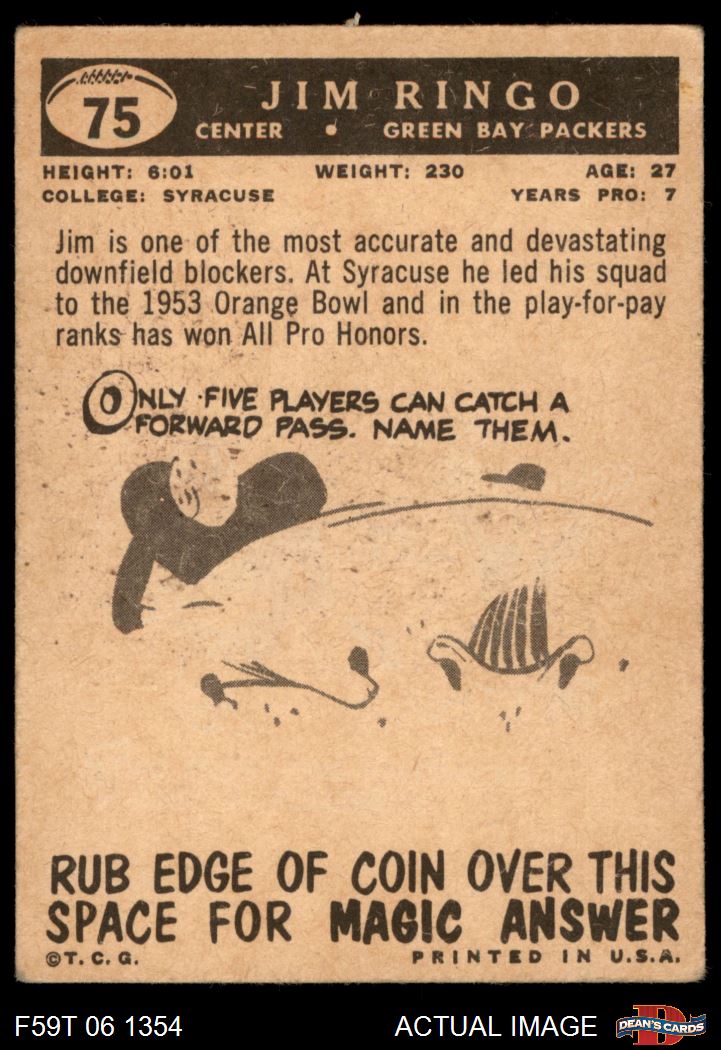 75
JIM RINGO
CENTER • GREEN BAY PACKERS
HEIGHT: 6:01 WEIGHT: 230 AGE: 27
COLLEGE: SYRACUSE YEARS PRO: 7
Jim is one of the most accurate and devastating
downfield blockers. At Syracuse he led his squad
to the 1953 Orange Bowl and in the play-for-pay
ranks has won All Pro Honors.
ONLY FIVE PLAYERS CAN CATCH A
FORWARD PASS. NAME THEM.
RUB EDGE OF COIN OVER THIS
SPACE FOR MAGIC ANSWER
©T.C.G. PRINTED IN U.S.A.
F59T 06 1354 ACTUAL IMAGE
D
DEAN'S CARDS